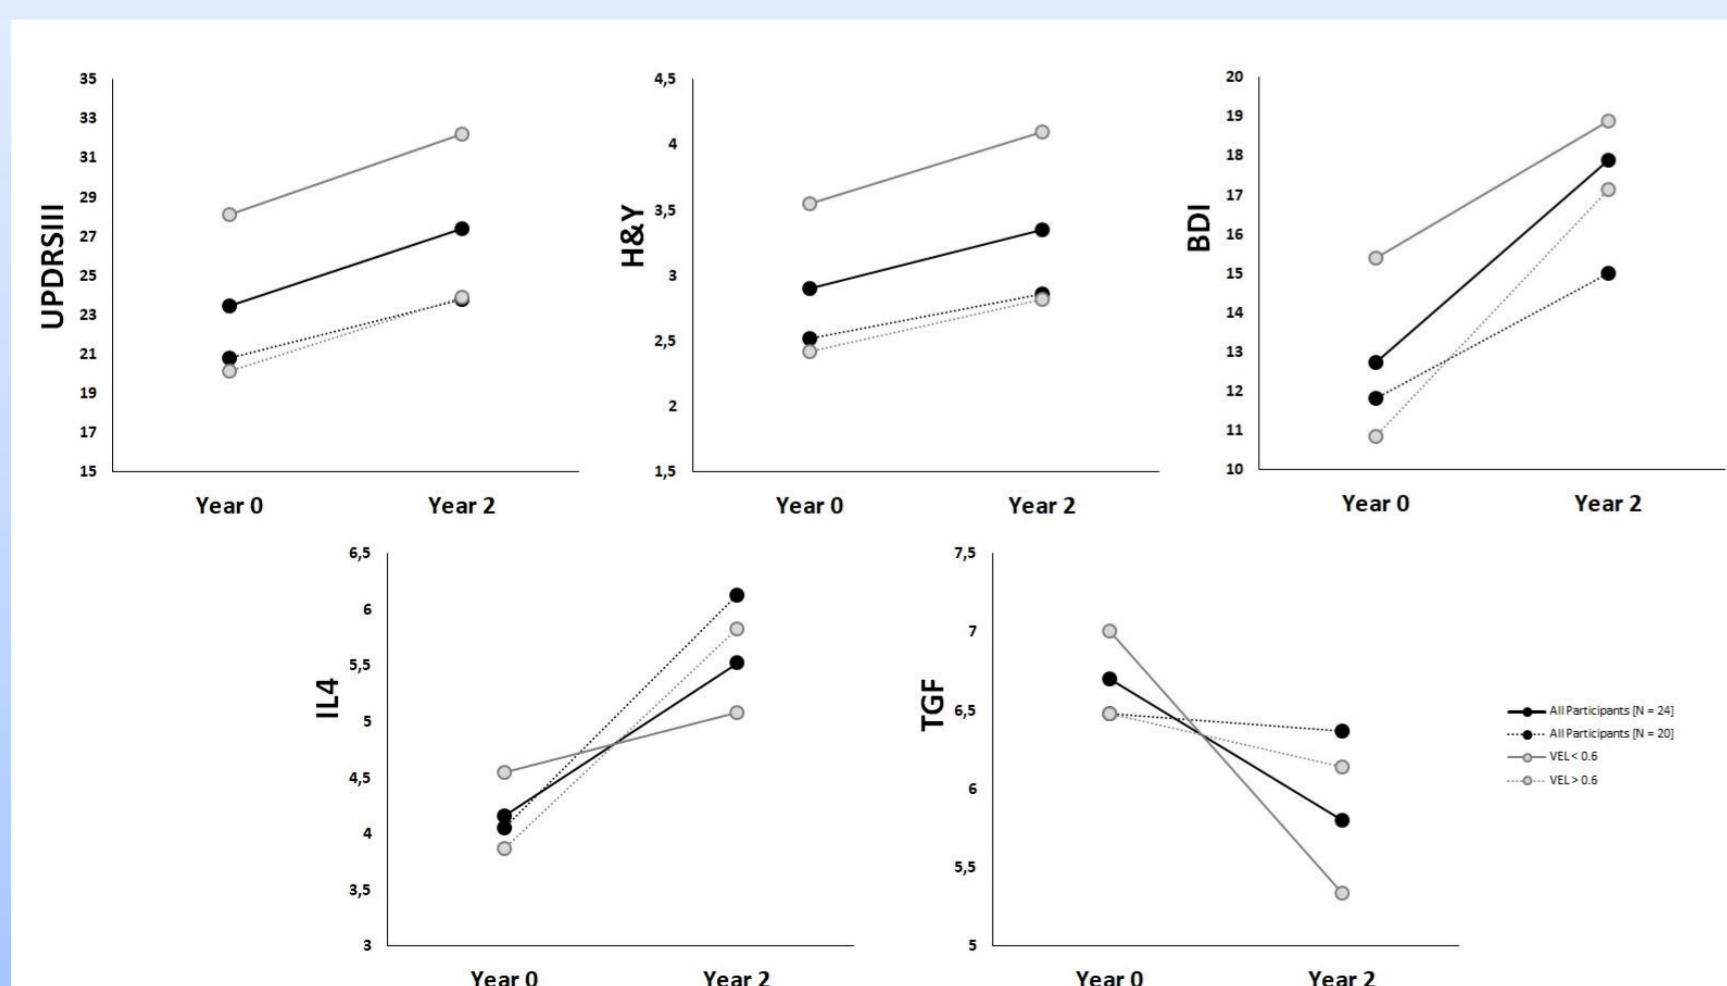 UPDRSIII
35
33
31
29
27
25
23
21
19
17
15
Year 0
Year 2
H&Y
4,5
4
3,5
3
2,5
2
1,5
Year 0
Year 2
BDI
20
19
18
17
16
15
14
13
12
11
10
Year 0
Year 2
IL4
6,5
6
5,5
5
4,5
4
3,5
3
Year 0
Year 2
TGF
7,5
7
6,5
6
5,5
5
Year 0
Year 2
All Participants [N = 24]
All Participants [N = 20]
VEL < 0.6
VEL > 0.6